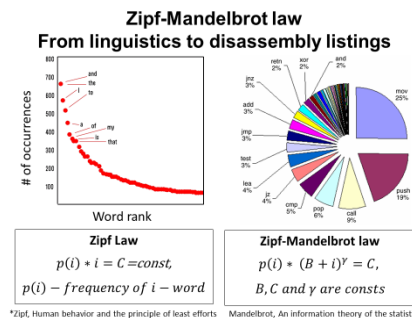 Zipf-Mandelbrot law
From linguistics to disassembly listings
# of occurrences
800
700
600
500
400
300
200
100
and
the
I
te
a
of
my
is
that
Word rank
retn
2%
xor
2%
and
2%
jnz
3%
add
3%
jmp
3%
test
3%
lea
4%
jz
4%
cmp
5%
pop
6%
call
9%
push
19%
mov
25%
Zipf Law
p(i) * i = C =const,
p(i) − frequency of i − word
Zipf-Mandelbrot law
p(i) * (B + i)^γ = C,
B, C and γ are consts
*Zipf, Human behavior and the principle of least efforts
Mandelbrot, An information theory of the statist